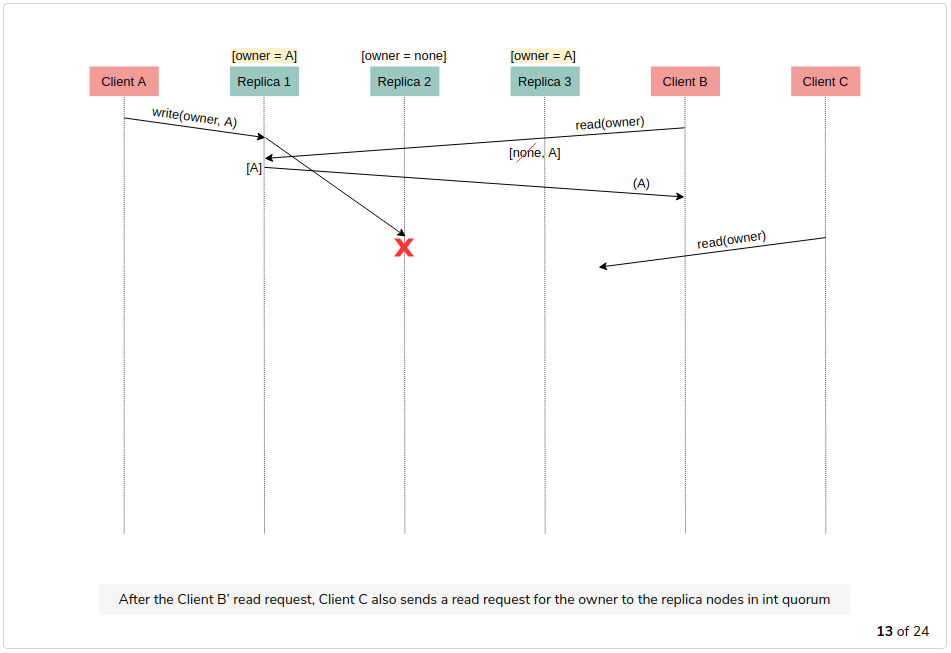 [owner = A]
[owner = none]
[owner = A]
Client A
Replica 1
Replica 2
Replica 3
Client B
Client C
write(owner, A)
read(owner)
[none, A]
[A]
(A)
read(owner)
X
After the Client B’ read request, Client C also sends a read request for the owner to the replica nodes in int quorum
13 of 24